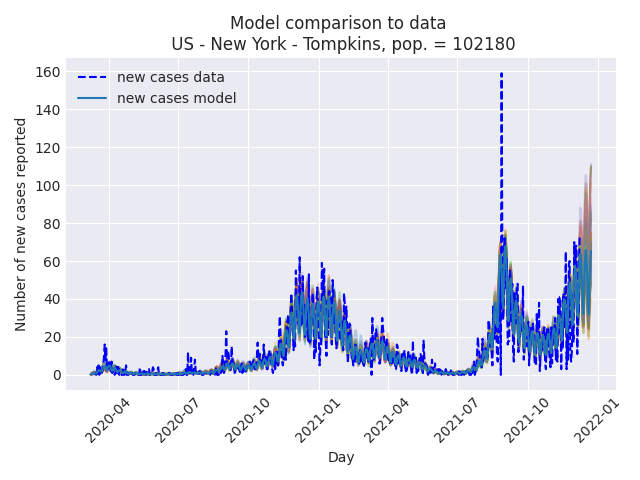 Model comparison to data
US - New York - Tompkins, pop. = 102180
new cases data
new cases model
Number of new cases reported
160
140
120
100
80
60
40
20
0
2020-04
2020-07
2020-10
2021-01
2021-04
2021-07
2021-10
2022-01
Day